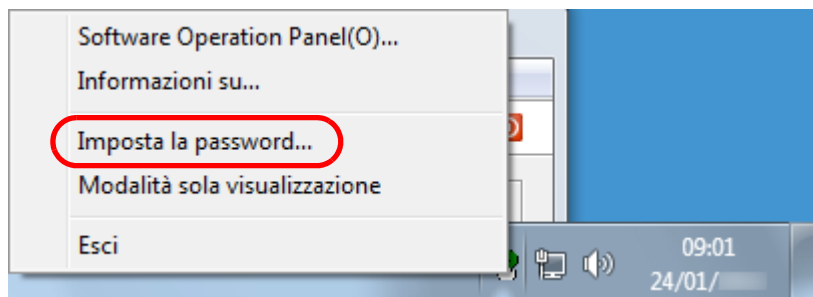 Software Operation Panel(O)...
Informazioni su...
Imposta la password...
Modalità sola visualizzazione
Esci
09:01
24/01/